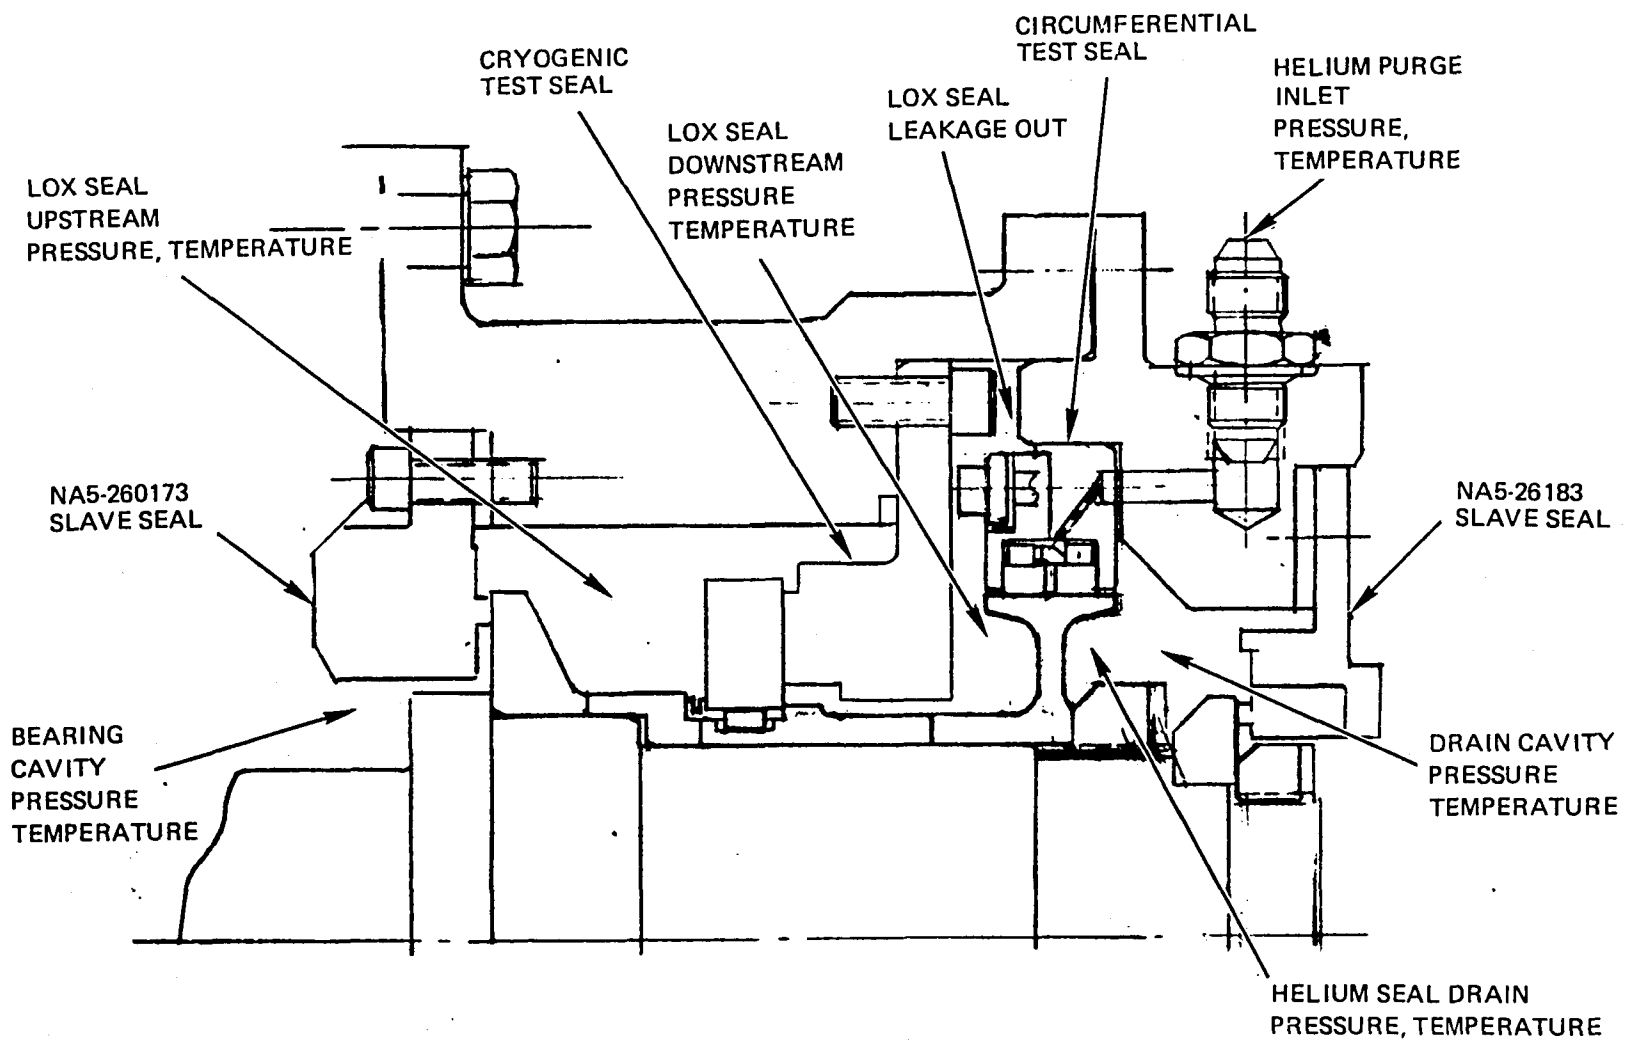 CIRCUMFERENTIAL
TEST SEAL
CRYOGENIC
TEST SEAL
HELIUM PURGE
INLET
PRESSURE,
TEMPERATURE
LOX SEAL
LEAKAGE OUT
LOX SEAL
DOWNSTREAM
PRESSURE
TEMPERATURE
LOX SEAL
UPSTREAM
PRESSURE, TEMPERATURE
NA5-260173
SLAVE SEAL
NA5-26183
SLAVE SEAL
BEARING
CAVITY
PRESSURE
TEMPERATURE
DRAIN CAVITY
PRESSURE
TEMPERATURE
HELIUM SEAL DRAIN
PRESSURE, TEMPERATURE